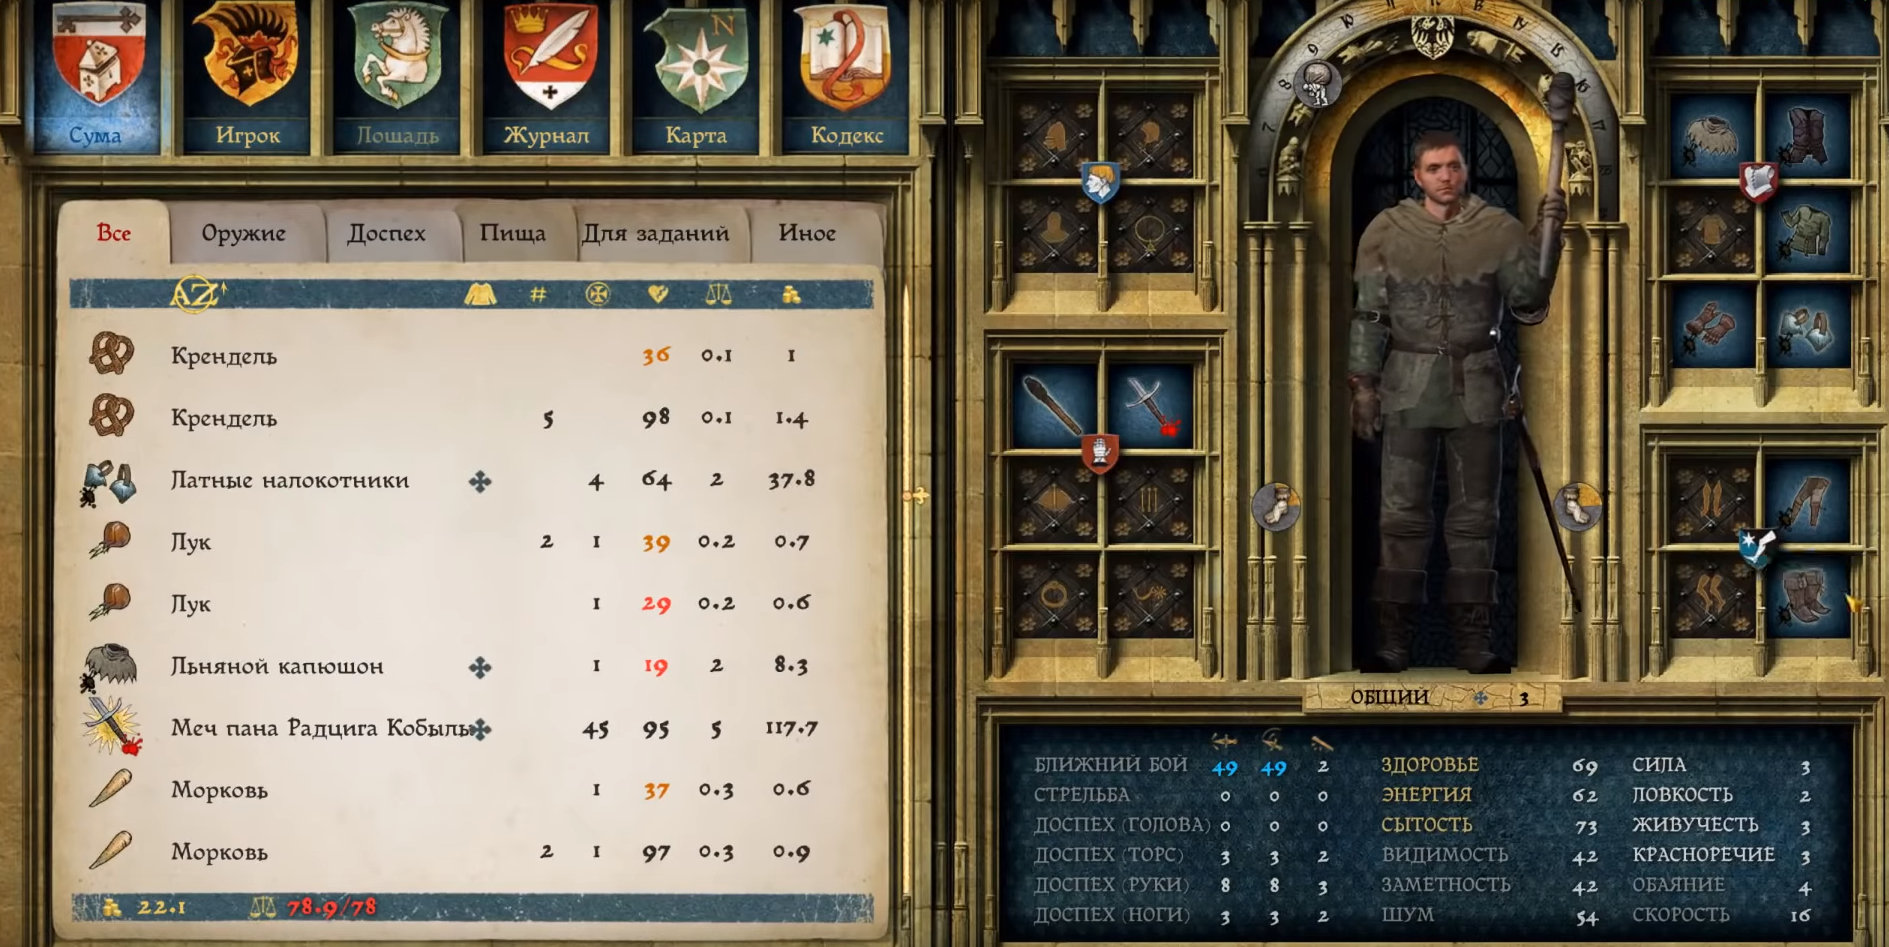 Сума
Игрок
Лошадь
Журнал
Карта
Кодекс
Все
Оружие
Доспех
Пища
Для заданий
Иное
AZ↑ #
Крендель 36 0.1 1
Крендель 5 98 0.1 1.4
Латные налокотники 4 64 2 37.8
Лук 2 1 39 0.2 0.7
Лук 1 29 0.2 0.6
Льняной капюшон 1 19 2 8.3
Меч пана Радцига Кобылы 45 95 5 117.7
Морковь 1 37 0.3 0.6
Морковь 2 1 97 0.3 0.9
22.1 78.9/78
N
ОБЩИЙ 3
БЛИЖНИЙ БОЙ 49 49 2 ЗДОРОВЬЕ 69 СИЛА 3
СТРЕЛЬБА 0 0 0 ЭНЕРГИЯ 62 ЛОВКОСТЬ 2
ДОСПЕХ (ГОЛОВА) 0 0 0 СЫТОСТЬ 73 ЖИВУЧЕСТЬ 3
ДОСПЕХ (ТОРС) 3 3 2 ВИДИМОСТЬ 42 КРАСНОРЕЧИЕ 3
ДОСПЕХ (РУКИ) 8 8 3 ЗАМЕТНОСТЬ 42 ОБАЯНИЕ 4
ДОСПЕХ (НОГИ) 3 3 2 ШУМ 54 СКОРОСТЬ 16